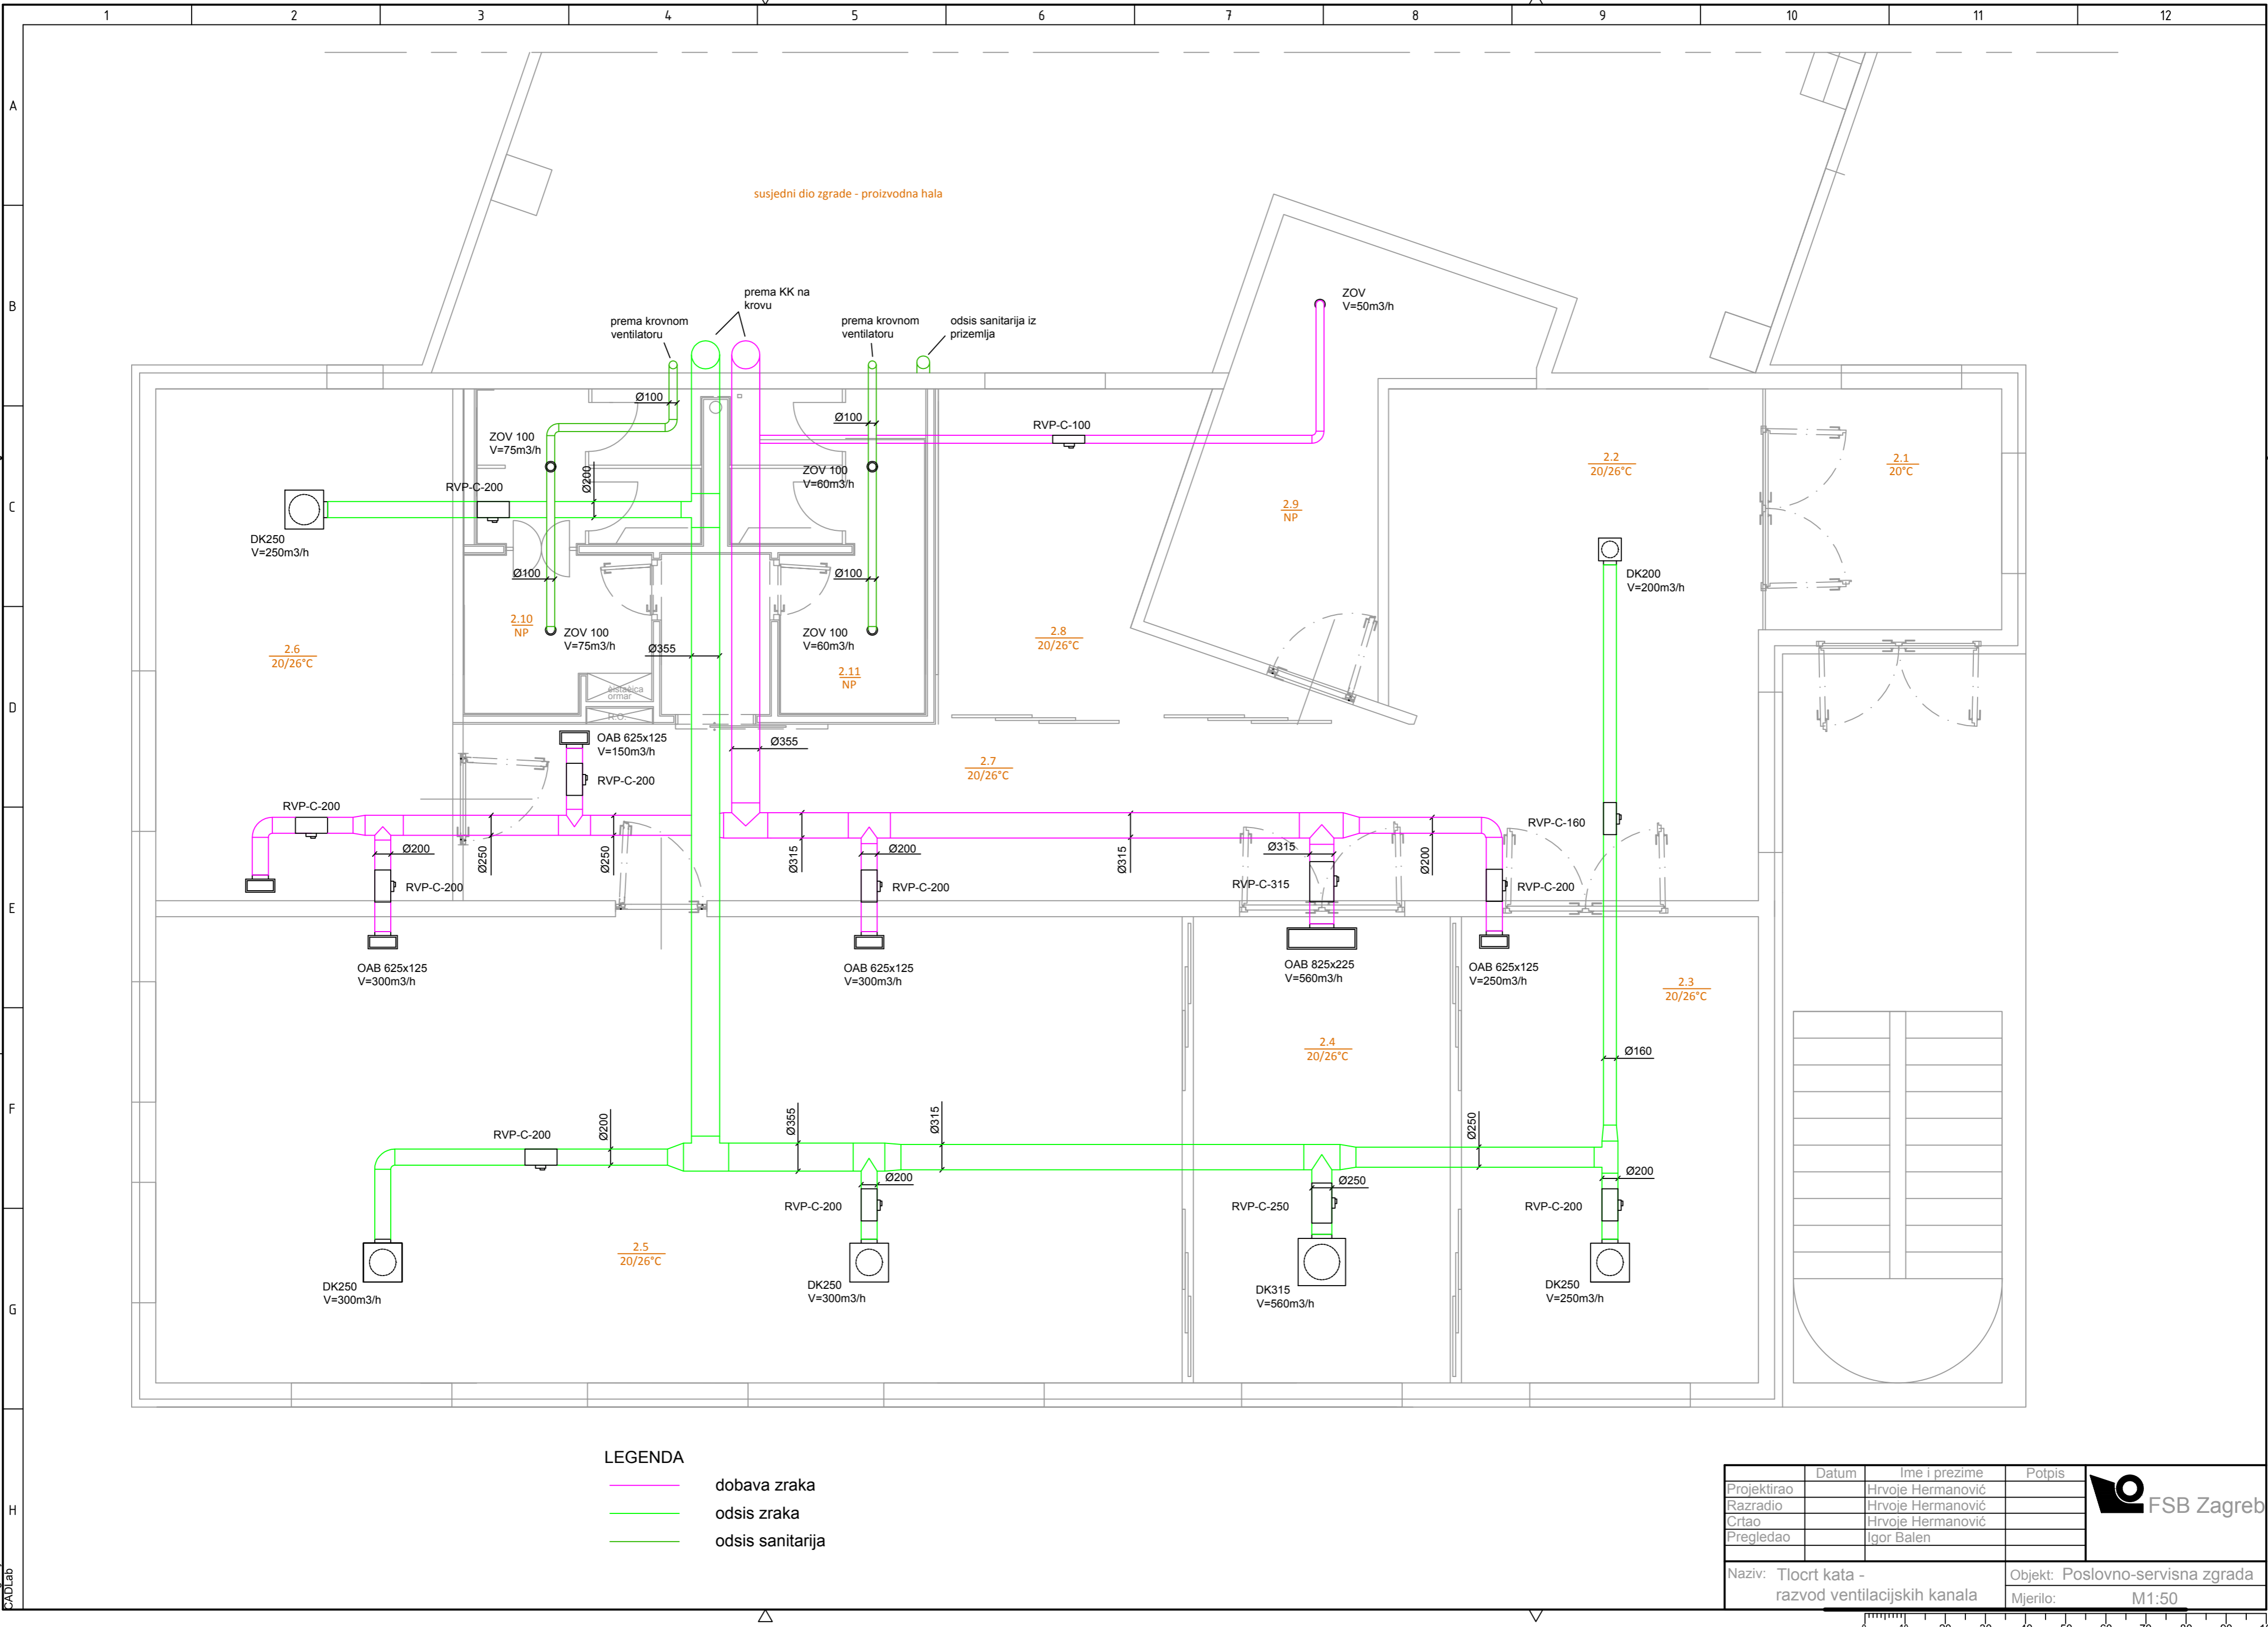 1 2 3 4 5 6 7 8 9 10 11 12
A
B
C
D
E
F
G
H
susjedni dio zgrade - proizvodna hala
prema krovnom
ventilatoru
prema KK na
krovu
prema krovnom
ventilatoru
odsis sanitarija iz
prizemlja
ZOV
V=50m3/h
Ø100
Ø100
RVP-C-100
ZOV 100
V=75m3/h
ZOV 100
V=60m3/h
RVP-C-200
Ø200
2.2
20/26°C
2.1
20°C
2.9
NP
DK250
V=250m3/h
Ø100
Ø100
DK200
V=200m3/h
2.10
NP
ZOV 100
V=75m3/h
ZOV 100
V=60m3/h
2.6
20/26°C
Ø355
2.8
20/26°C
2.11
NP
ormar
R.O.
OAB 625x125
V=150m3/h
Ø355
2.7
20/26°C
RVP-C-200
RVP-C-200
RVP-C-160
Ø200
Ø250
Ø250
Ø315
Ø200
Ø315
Ø315
Ø200
RVP-C-200
RVP-C-200
RVP-C-315
RVP-C-200
OAB 625x125
V=300m3/h
OAB 625x125
V=300m3/h
OAB 825x225
V=560m3/h
OAB 625x125
V=250m3/h
2.3
20/26°C
2.4
20/26°C
Ø160
RVP-C-200
Ø200
Ø355
Ø315
Ø250
Ø200
Ø250
Ø200
RVP-C-200
RVP-C-250
RVP-C-200
2.5
20/26°C
DK250
V=300m3/h
DK250
V=300m3/h
DK315
V=560m3/h
DK250
V=250m3/h
LEGENDA
dobava zraka
odsis zraka
odsis sanitarija
Datum Ime i prezime Potpis
Projektirao Hrvoje Hermanović
Razradio Hrvoje Hermanović
Crtao Hrvoje Hermanović
Pregledao Igor Balen
FSB Zagreb
Naziv: Tlocrt kata -
razvod ventilacijskih kanala
Objekt: Poslovno-servisna zgrada
Mjerilo: M1:50
CADLab